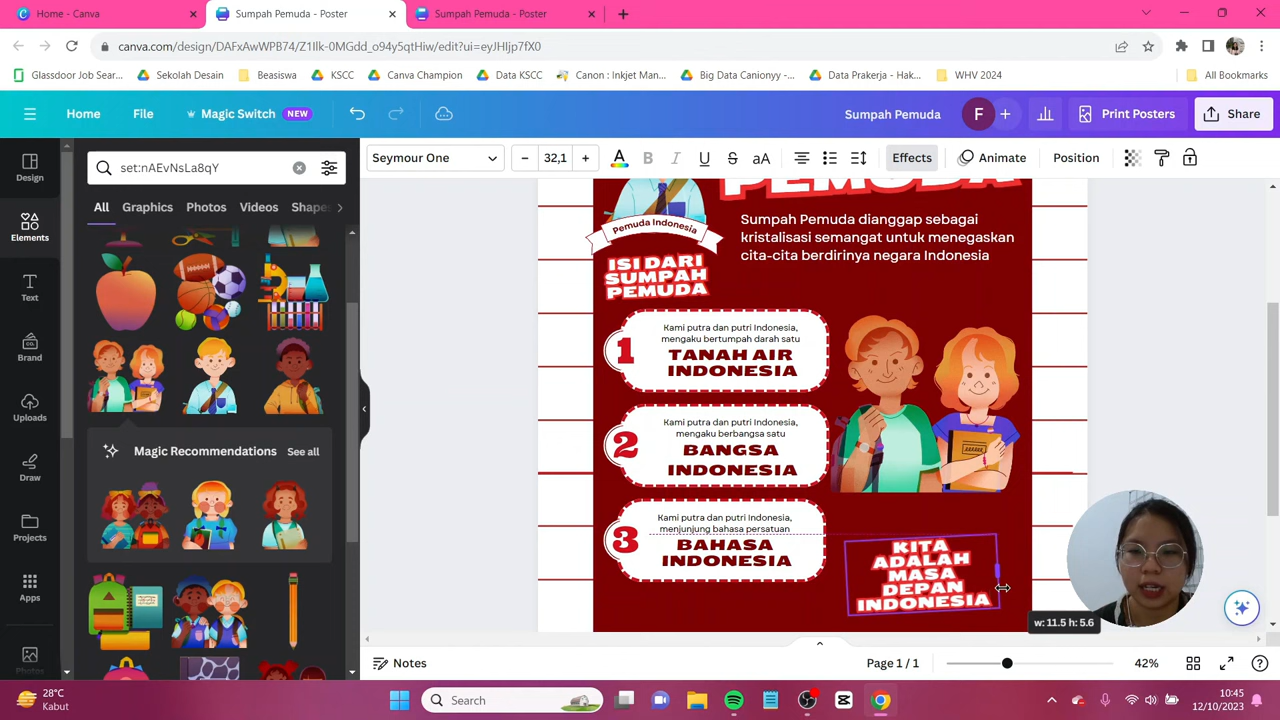 Home - Canva
Sumpah Pemuda - Poster
Sumpah Pemuda - Poster
canva.com/design/DAFxAwWPB74/Z1Ilk-0MGdd_o94y5qtHiw/edit?ui=eyJHIjp7fX0
Glassdoor Job Sear...
Sekolah Desain
Beasiswa
KSCC
Canva Champion
Data KSCC
Canon : Inkjet Man...
Big Data Canionyy -...
Data Prakerja - Hak...
WHV 2024
All Bookmarks
Home
File
Magic Switch
NEW
Sumpah Pemuda
F
Print Posters
Share
Design
Elements
Text
Brand
Uploads
Draw
Projects
Apps
Photos
set:nAEvNsLa8qY
All
Graphics
Photos
Videos
Shape
Magic Recommendations
See all
Seymour One
32,1
B
I
U
S
aA
Effects
Animate
Position
PEMUDA
Pemuda Indonesia
Sumpah Pemuda dianggap sebagai
kristalisasi semangat untuk menegaskan
cita-cita berdirinya negara Indonesia
ISI DARI
SUMPAH
PEMUDA
1
Kami putra dan putri Indonesia,
mengaku bertumpah darah satu
TANAH AIR
INDONESIA
2
Kami putra dan putri Indonesia,
mengaku berbangsa satu
BANGSA
INDONESIA
3
Kami putra dan putri Indonesia,
menjunjung bahasa persatuan
BAHASA
INDONESIA
KITA
ADALAH
MASA
DEPAN
INDONESIA
w: 11.5 h: 5.6
Notes
Page 1 / 1
42%
28°C
Kabut
Search
10:45
12/10/2023